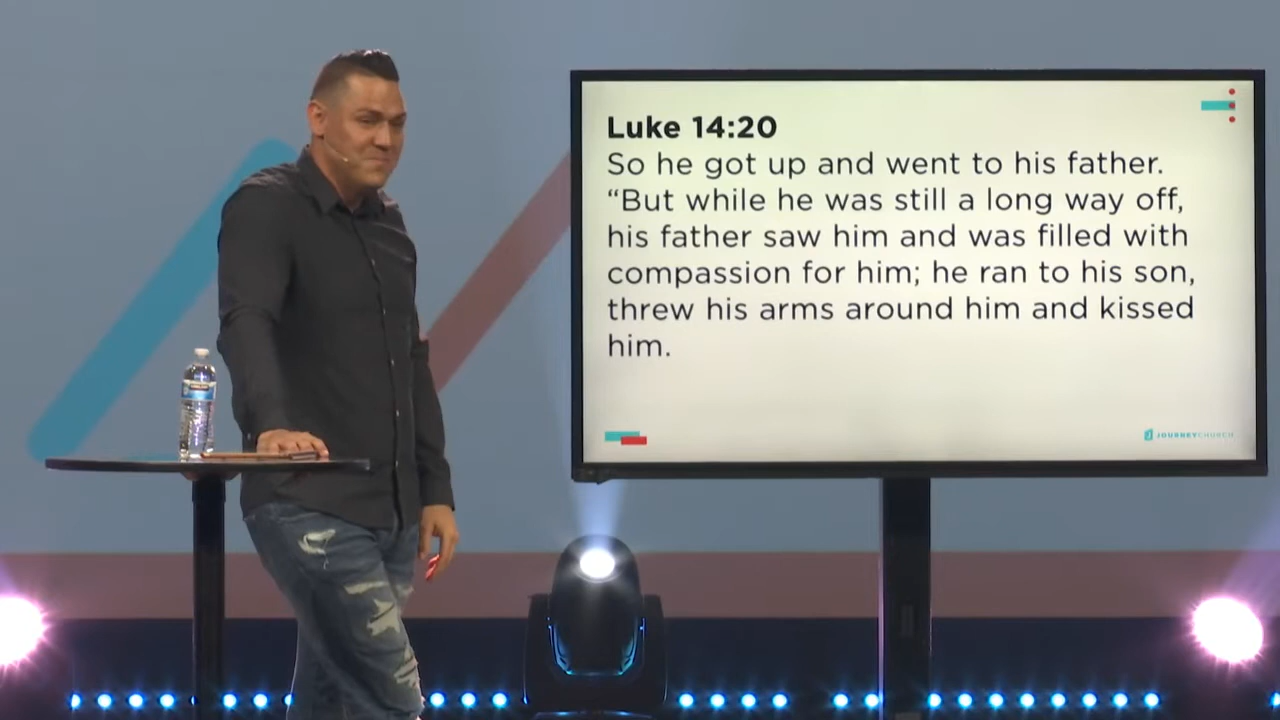 Luke 14:20
So he got up and went to his father.
“But while he was still a long way off,
his father saw him and was filled with
compassion for him; he ran to his son,
threw his arms around him and kissed
him.
JOURNEYCHURCH